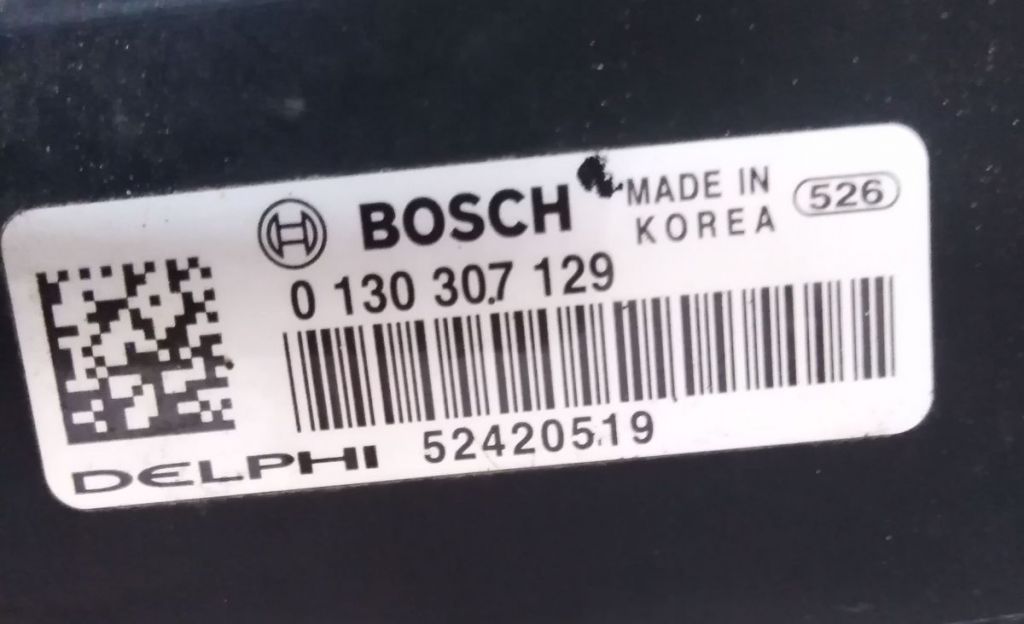 BOSCH
MADE IN
KOREA
526
0 130 307 129
DELPHI 52420519